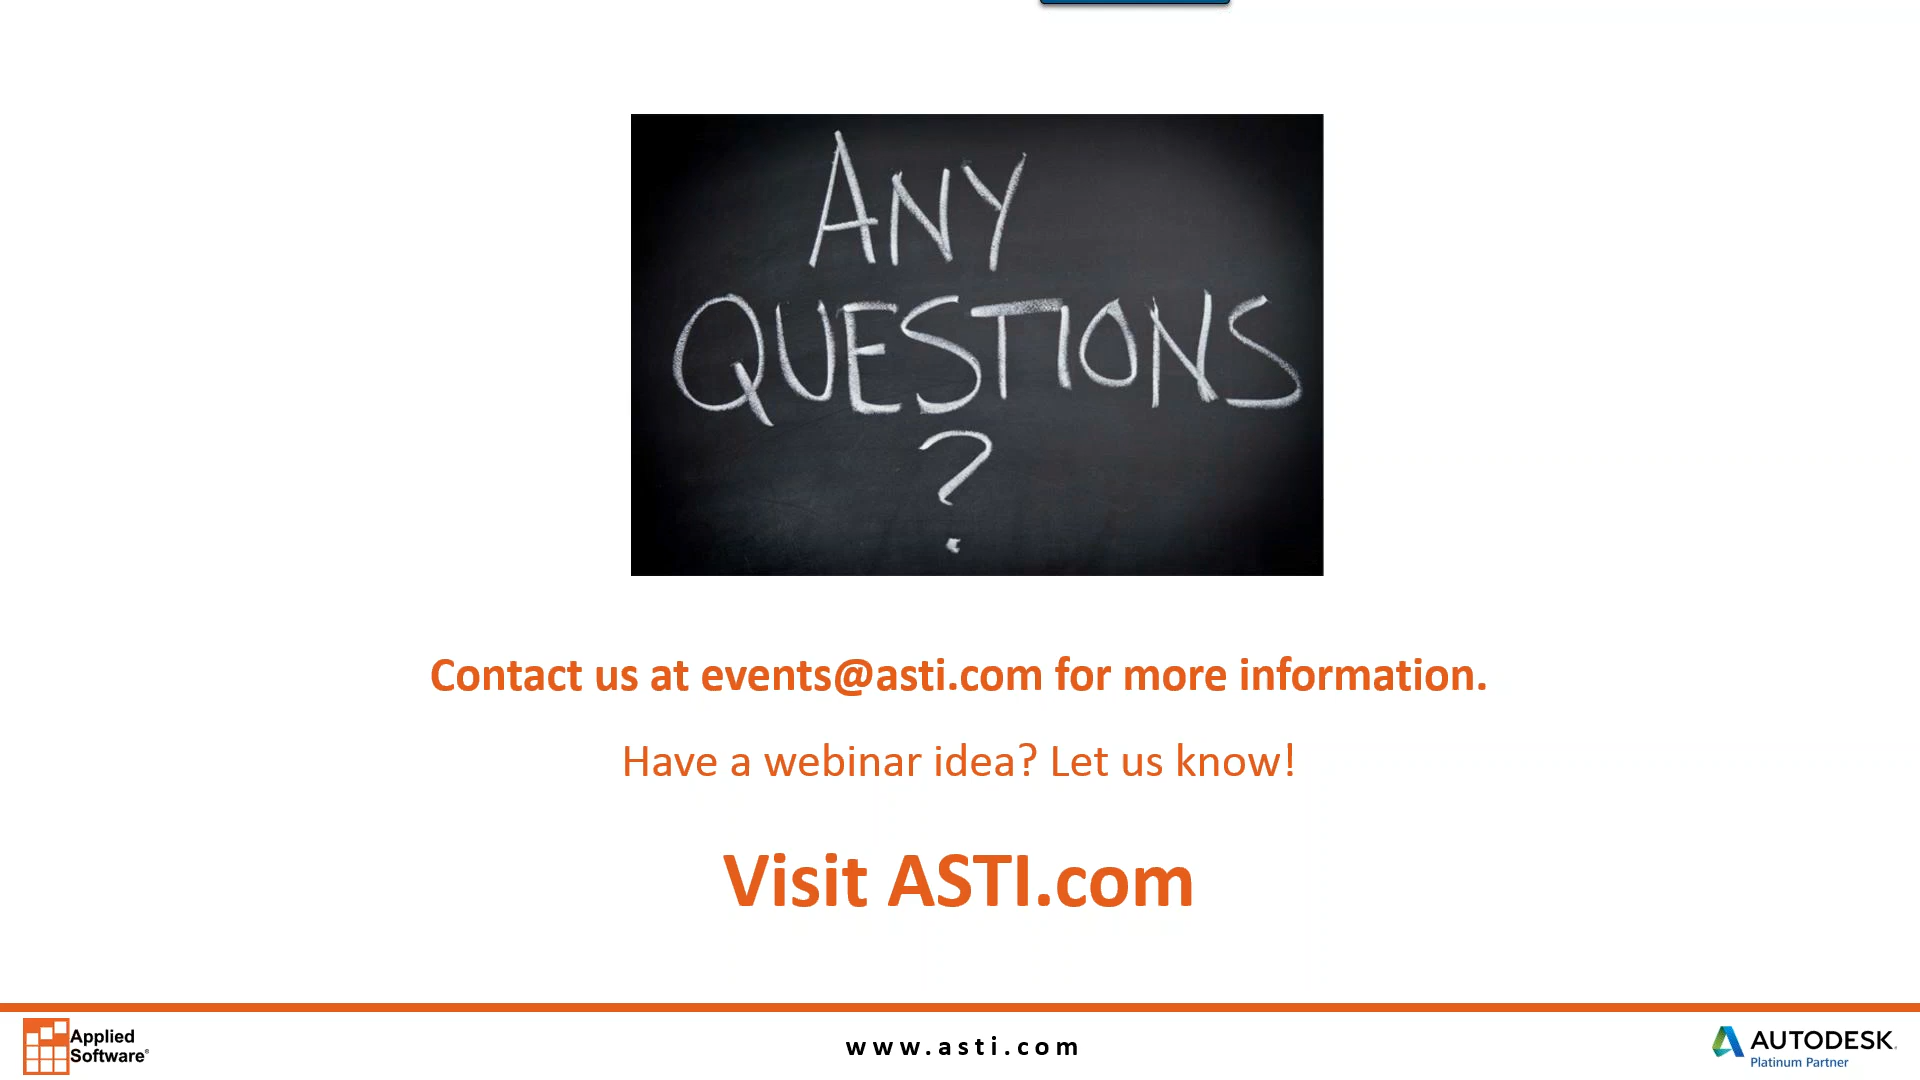 ANY
QUESTIONS
?
Contact us at events@asti.com for more information.
Have a webinar idea? Let us know!
Visit ASTI.com
Applied
Software®
www.asti.com
AUTODESK.
Platinum Partner